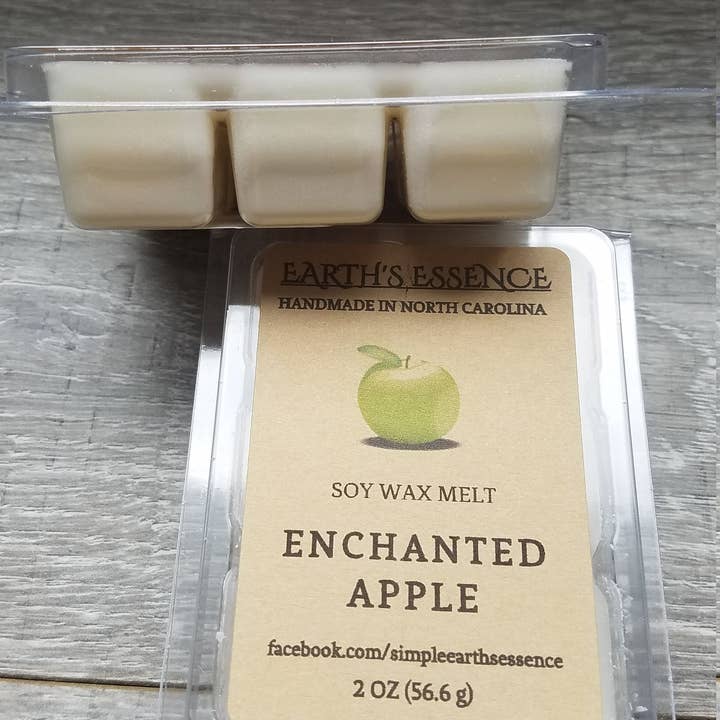 EARTH'S ESSENCE
HANDMADE IN NORTH CAROLINA
SOY WAX MELT
ENCHANTED
APPLE
facebook.com/simpleearthsessence
2 OZ (56.6 g)